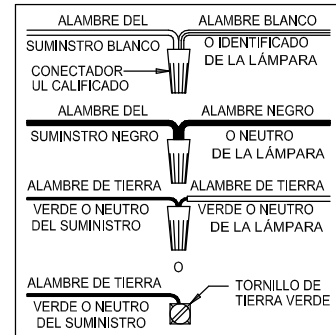 ALAMBRE DEL ALAMBRE BLANCO
SUMINSTRO BLANCO O IDENTIFICADO
CONECTADOR DE LA LÁMPARA
UL CALIFICADO
ALAMBRE DEL ALAMBRE NEGRO
SUMINSTRO NEGRO O NEUTRO
DE LA LÁMPARA
ALAMBRE DE TIERRA ALAMBRE DE TIERRA
VERDE O NEUTRO VERDE O NEUTRO
DEL SUMINISTRO DE LA LÁMPARA
O
ALAMBRE DE TIERRA TORNILLO DE
VERDE O NEUTRO TIERRA VERDE
DEL SUMINISTRO